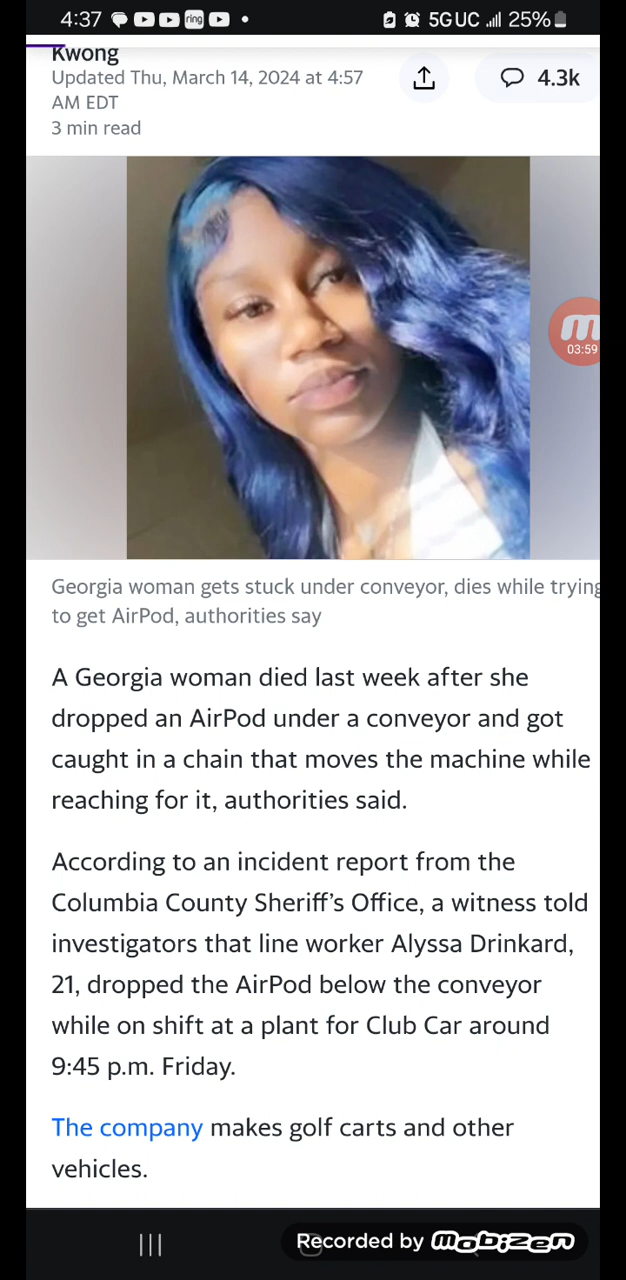 4:37 ring 5GUC 25%
Kwong
Updated Thu, March 14, 2024 at 4:57
AM EDT
3 min read
4.3k
03:59
Georgia woman gets stuck under conveyor, dies while trying
to get AirPod, authorities say
A Georgia woman died last week after she
dropped an AirPod under a conveyor and got
caught in a chain that moves the machine while
reaching for it, authorities said.
According to an incident report from the
Columbia County Sheriff’s Office, a witness told
investigators that line worker Alyssa Drinkard,
21, dropped the AirPod below the conveyor
while on shift at a plant for Club Car around
9:45 p.m. Friday.
The company makes golf carts and other
vehicles.
Recorded by mobizen